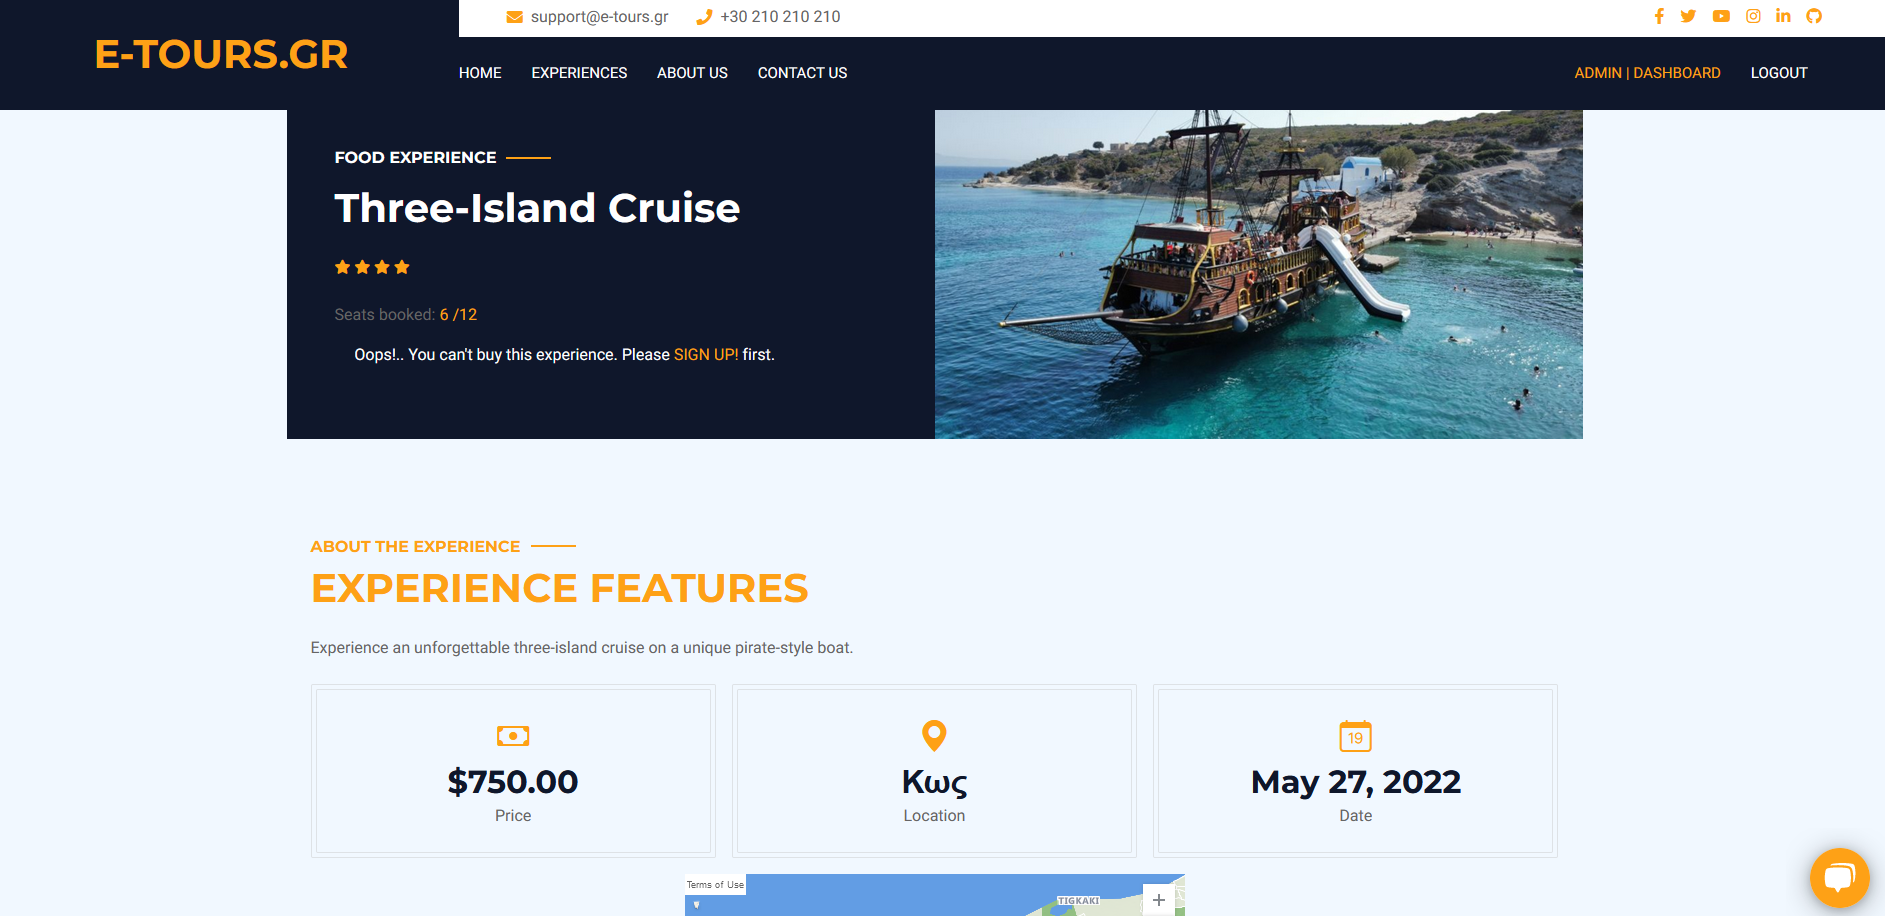 E-TOURS.GR
support@e-tours.gr +30 210 210 210
HOME EXPERIENCES ABOUT US CONTACT US ADMIN | DASHBOARD LOGOUT
FOOD EXPERIENCE
Three-Island Cruise
Seats booked: 6 /12
Oops!.. You can't buy this experience. Please SIGN UP! first.
ABOUT THE EXPERIENCE
EXPERIENCE FEATURES
Experience an unforgettable three-island cruise on a unique pirate-style boat.
19
$750.00
Price
Κως
Location
May 27, 2022
Date
Terms of Use
TIGKAKI
+